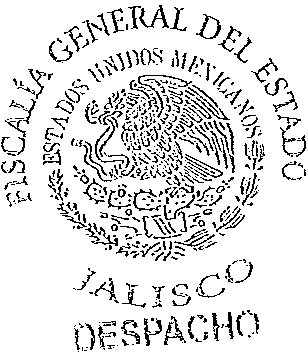 FISCALÍA GENERAL DEL ESTADO
ESTADOS UNIDOS MEXICANOS
JALISCO
DESPACHO